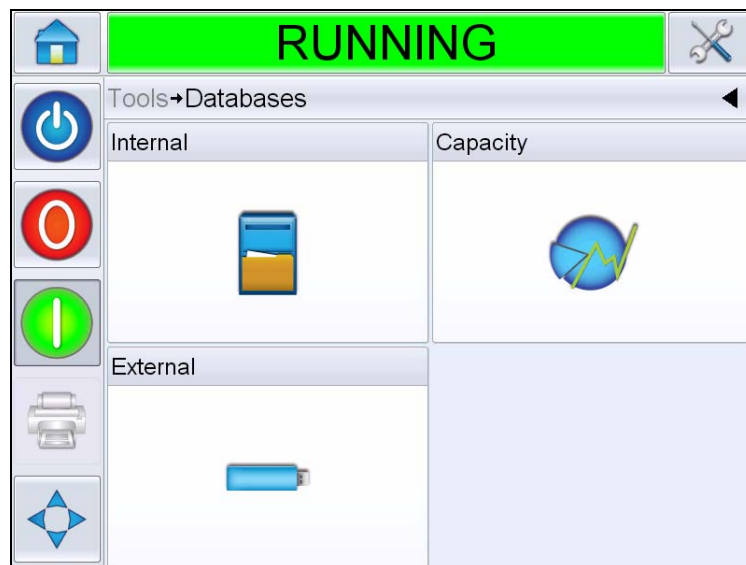 RUNNING
Tools→Databases
Internal
Capacity
External